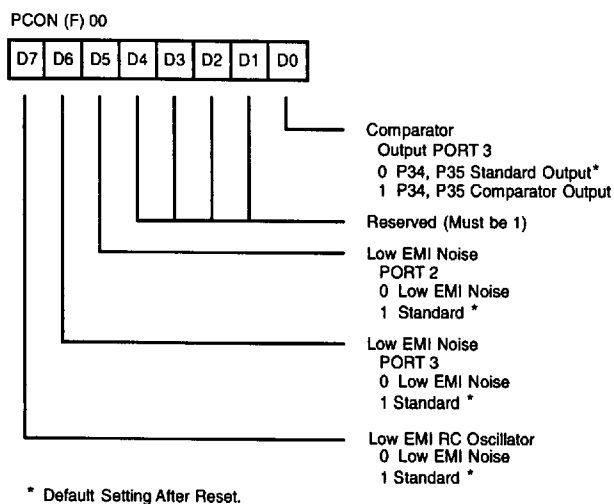 PCON (F) 00
D7 D6 D5 D4 D3 D2 D1 D0
Comparator
Output PORT 3
0 P34, P35 Standard Output*
1 P34, P35 Comparator Output
Reserved (Must be 1)
Low EMI Noise
PORT 2
0 Low EMI Noise
1 Standard *
Low EMI Noise
PORT 3
0 Low EMI Noise
1 Standard *
Low EMI RC Oscillator
0 Low EMI Noise
1 Standard *
* Default Setting After Reset.